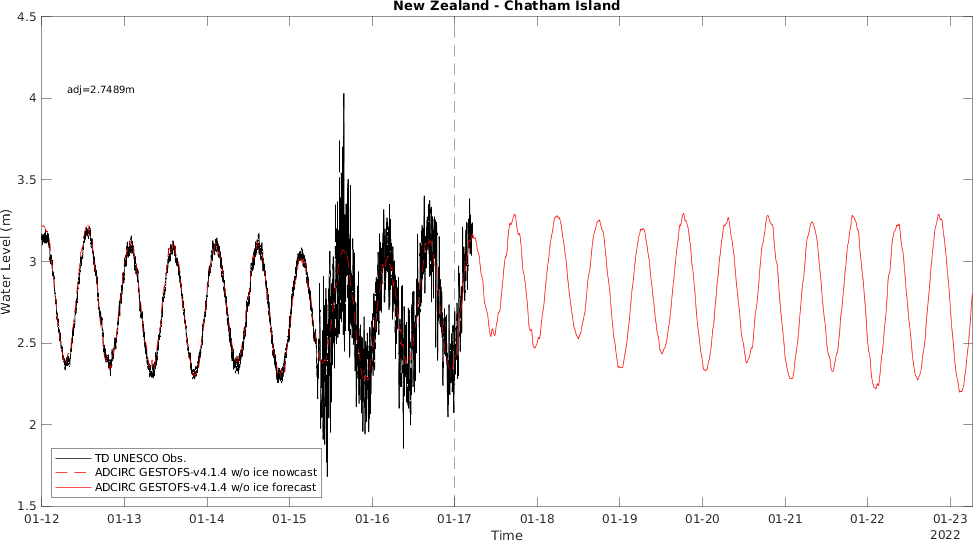 New Zealand - Chatham Island
4.5
4
3.5
3
2.5
2
1.5
Water Level (m)
adj=2.7489m
TD UNESCO Obs.
ADCIRC GESTOFS-v4.1.4 w/o ice nowcast
ADCIRC GESTOFS-v4.1.4 w/o ice forecast
01-12 01-13 01-14 01-15 01-16 01-17 01-18 01-19 01-20 01-21 01-22 01-23
Time
2022